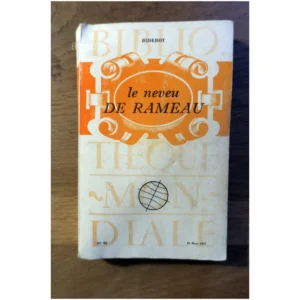 DIDEROT
BIBLIO
le neveu
DE RAMEAU
THEQUE
MON
DIALE